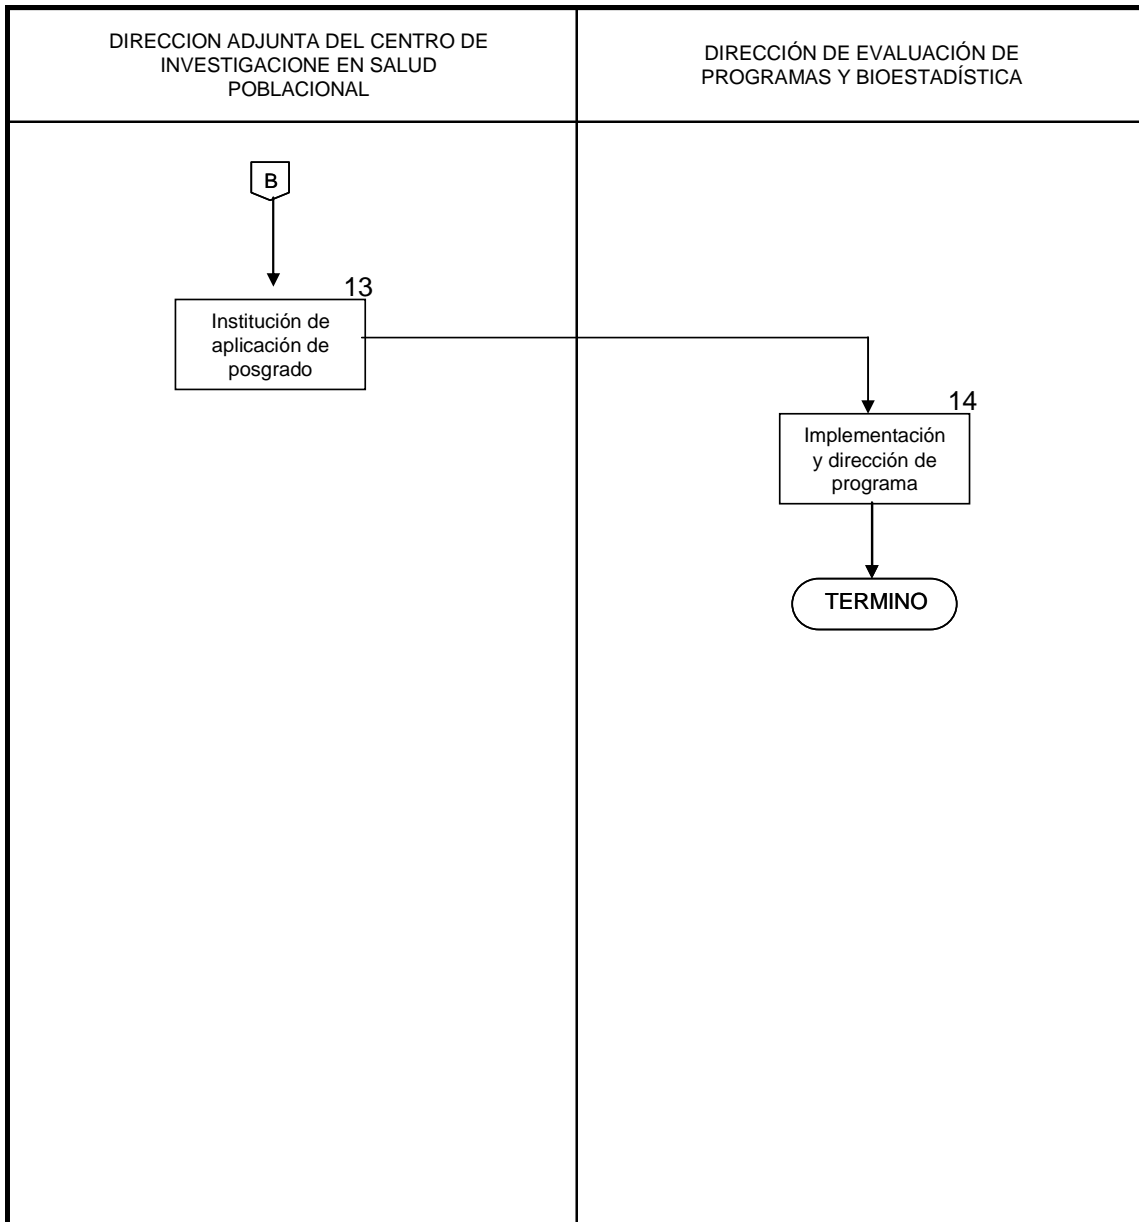 DIRECCION ADJUNTA DEL CENTRO DE
INVESTIGACIONE EN SALUD
POBLACIONAL
DIRECCIÓN DE EVALUACIÓN DE
PROGRAMAS Y BIOESTADÍSTICA
B
13
Institución de
aplicación de
posgrado
14
Implementación
y dirección de
programa
TERMINO